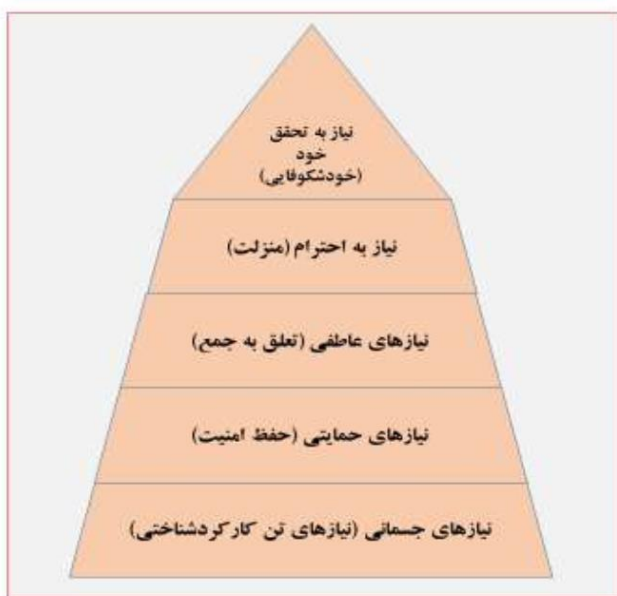 نیاز به تحقق
خود
(خودشکوفایی)
نیاز به احترام (منزلت)
نیازهای عاطفی (تعلق به جمع)
نیازهای حمایتی (حفظ امنیت)
نیازهای جسمانی (نیازهای تن کارکردشناختی)